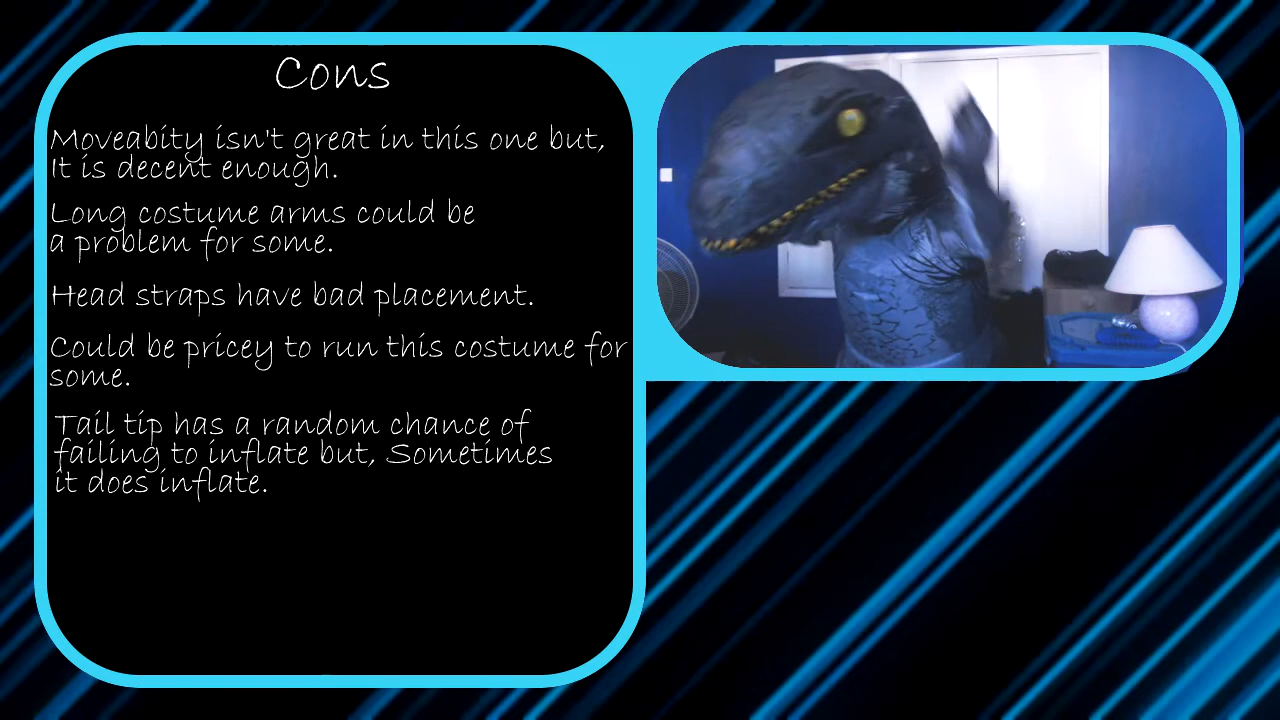 Cons
Moveabity isn't great in this one but,
It is decent enough.
Long costume arms could be
a problem for some.
Head straps have bad placement.
Could be pricey to run this costume for
some.
Tail tip has a random chance of
failing to inflate but, Sometimes
it does inflate.